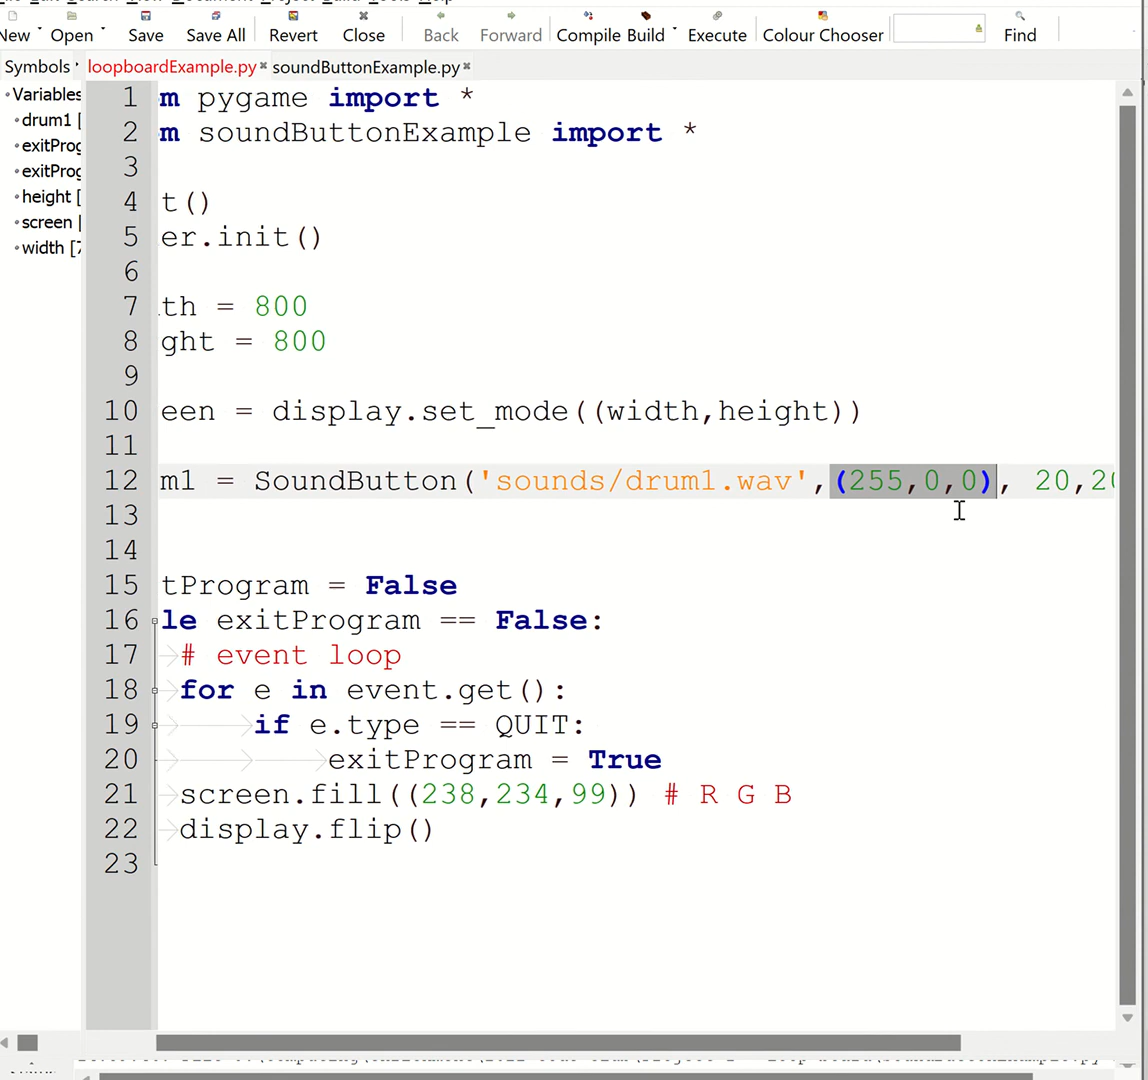 New Open Save Save All Revert Close Back Forward Compile Build Execute Colour Chooser Find
Symbols loopboardExample.py soundButtonExample.py
Variables
drum1 [
exitProg
exitProg
height [
screen [
width [7
1 m pygame import *
2 m soundButtonExample import *
3
4 t()
5 er.init()
6
7 th = 800
8 ght = 800
9
10 een = display.set_mode((width,height))
11
12 m1 = SoundButton('sounds/drum1.wav',(255,0,0), 20,20
13
14
15 tProgram = False
16 le exitProgram == False:
17 # event loop
18 for e in event.get():
19 if e.type == QUIT:
20 exitProgram = True
21 screen.fill((238,234,99)) # R G B
22 display.flip()
23